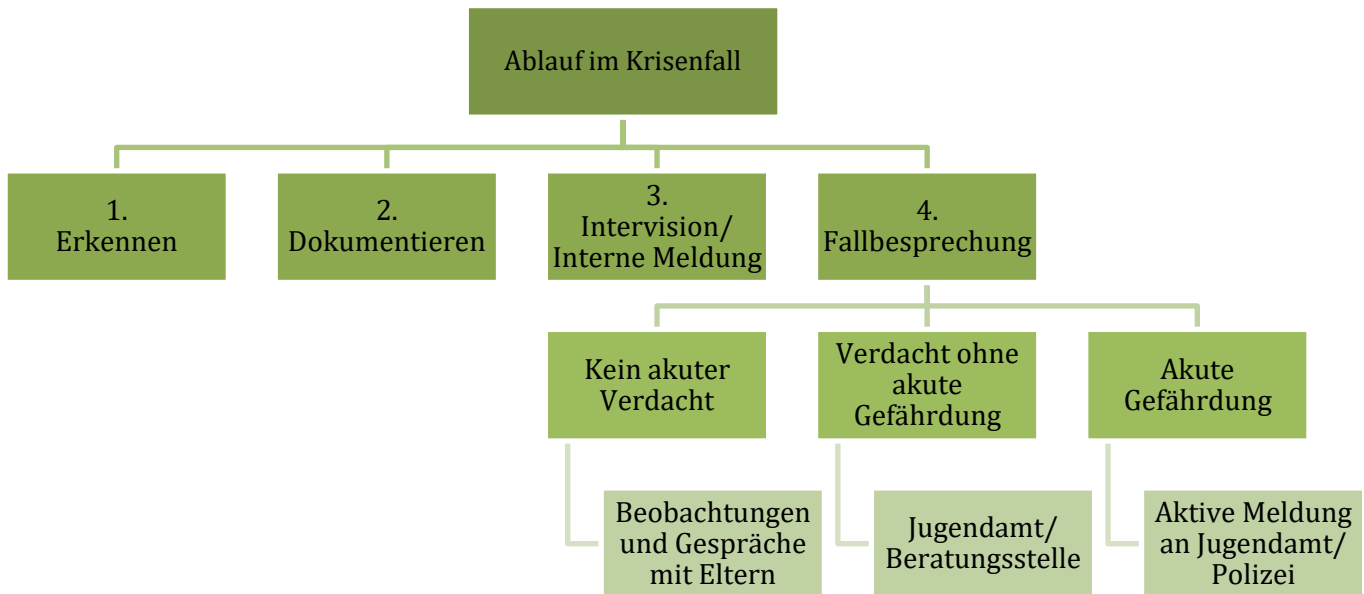 Ablauf im Krisenfall
1.
Erkennen
2.
Dokumentieren
3.
Intervision/
Interne Meldung
4.
Fallbesprechung
Kein akuter
Verdacht
Verdacht ohne
akute
Gefährdung
Akute
Gefährdung
Beobachtungen
und Gespräche
mit Eltern
Jugendamt/
Beratungsstelle
Aktive Meldung
an Jugendamt/
Polizei